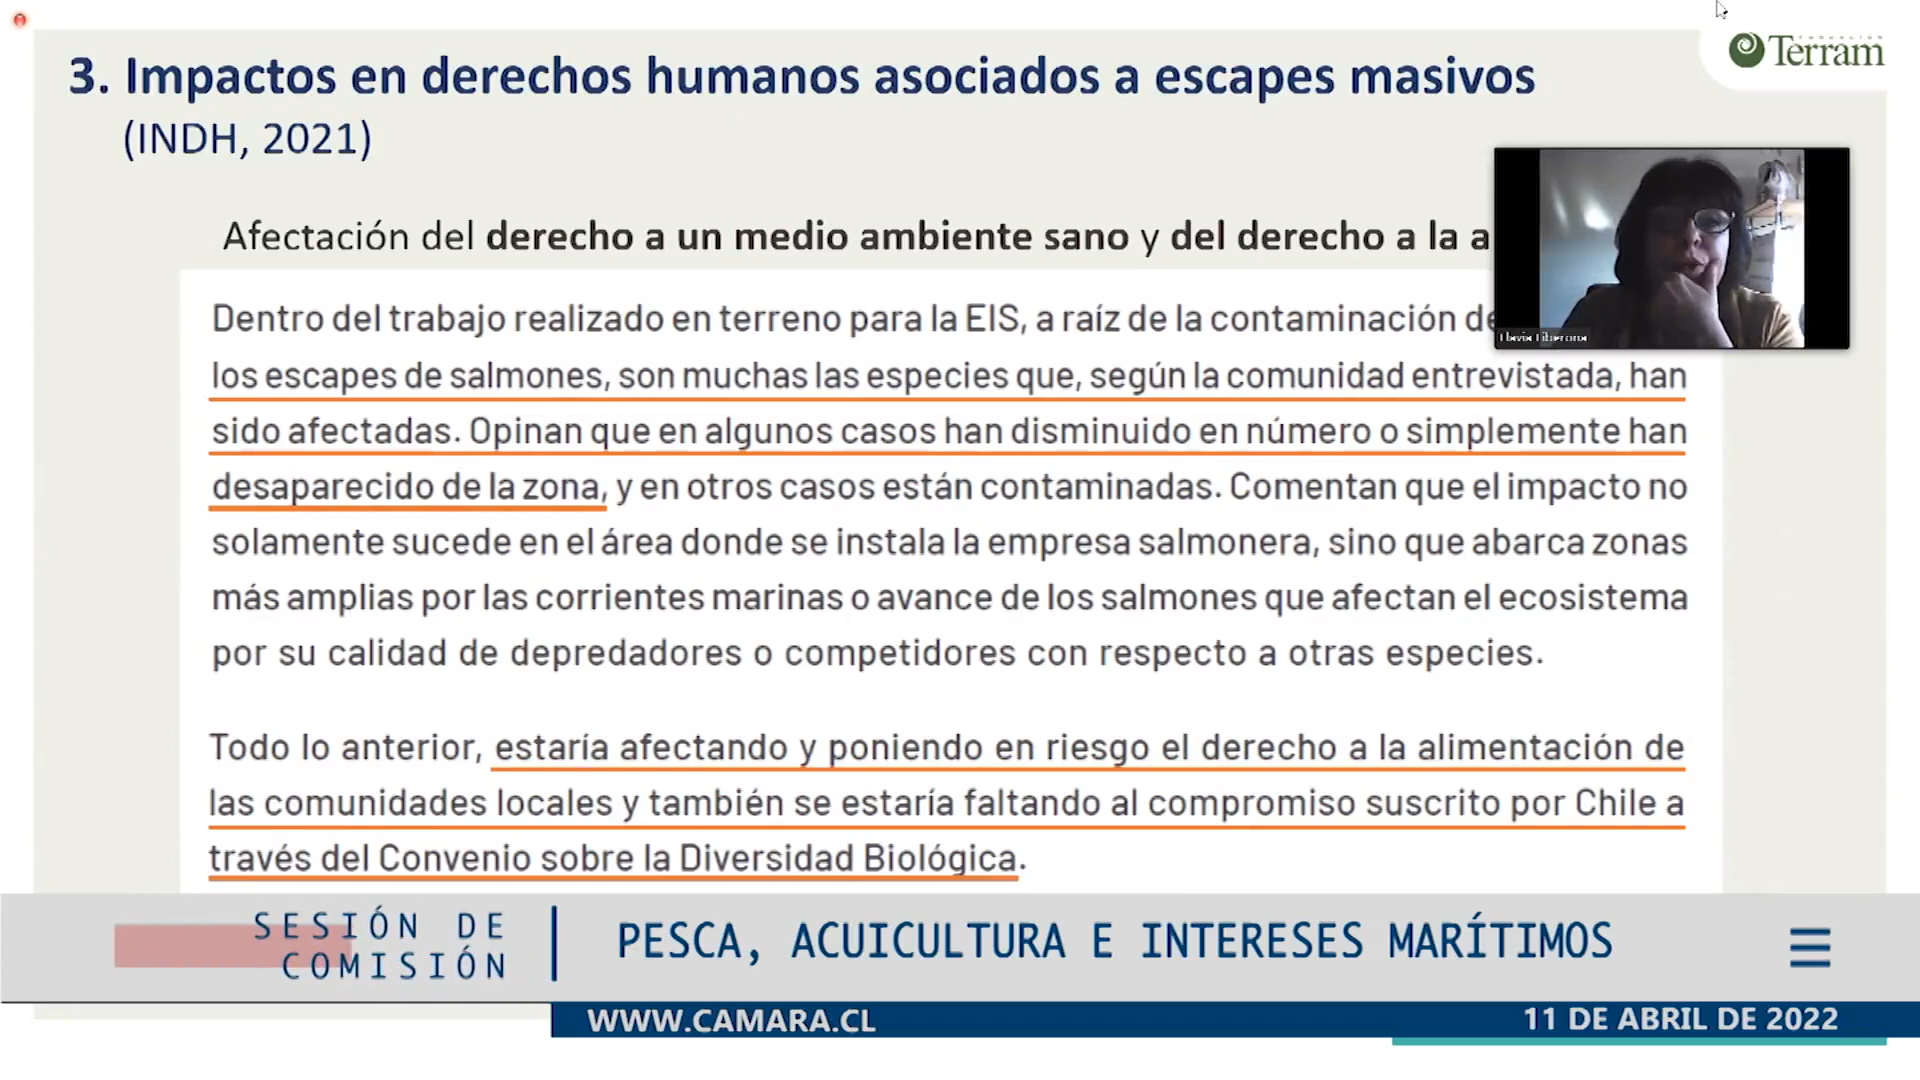 3. Impactos en derechos humanos asociados a escapes masivos
(INDH, 2021)
FUNDACIÓN
Terram
Afectación del derecho a un medio ambiente sano y del derecho a la a
Dentro del trabajo realizado en terreno para la EIS, a raíz de la contaminación de
los escapes de salmones, son muchas las especies que, según la comunidad entrevistada, han
sido afectadas. Opinan que en algunos casos han disminuido en número o simplemente han
desaparecido de la zona, y en otros casos están contaminadas. Comentan que el impacto no
solamente sucede en el área donde se instala la empresa salmonera, sino que abarca zonas
más amplias por las corrientes marinas o avance de los salmones que afectan el ecosistema
por su calidad de depredadores o competidores con respecto a otras especies.
Todo lo anterior, estaría afectando y poniendo en riesgo el derecho a la alimentación de
las comunidades locales y también se estaría faltando al compromiso suscrito por Chile a
través del Convenio sobre la Diversidad Biológica.
Flavia Liberona
SESIÓN DE
COMISIÓN
PESCA, ACUICULTURA E INTERESES MARÍTIMOS
WWW.CAMARA.CL
11 DE ABRIL DE 2022